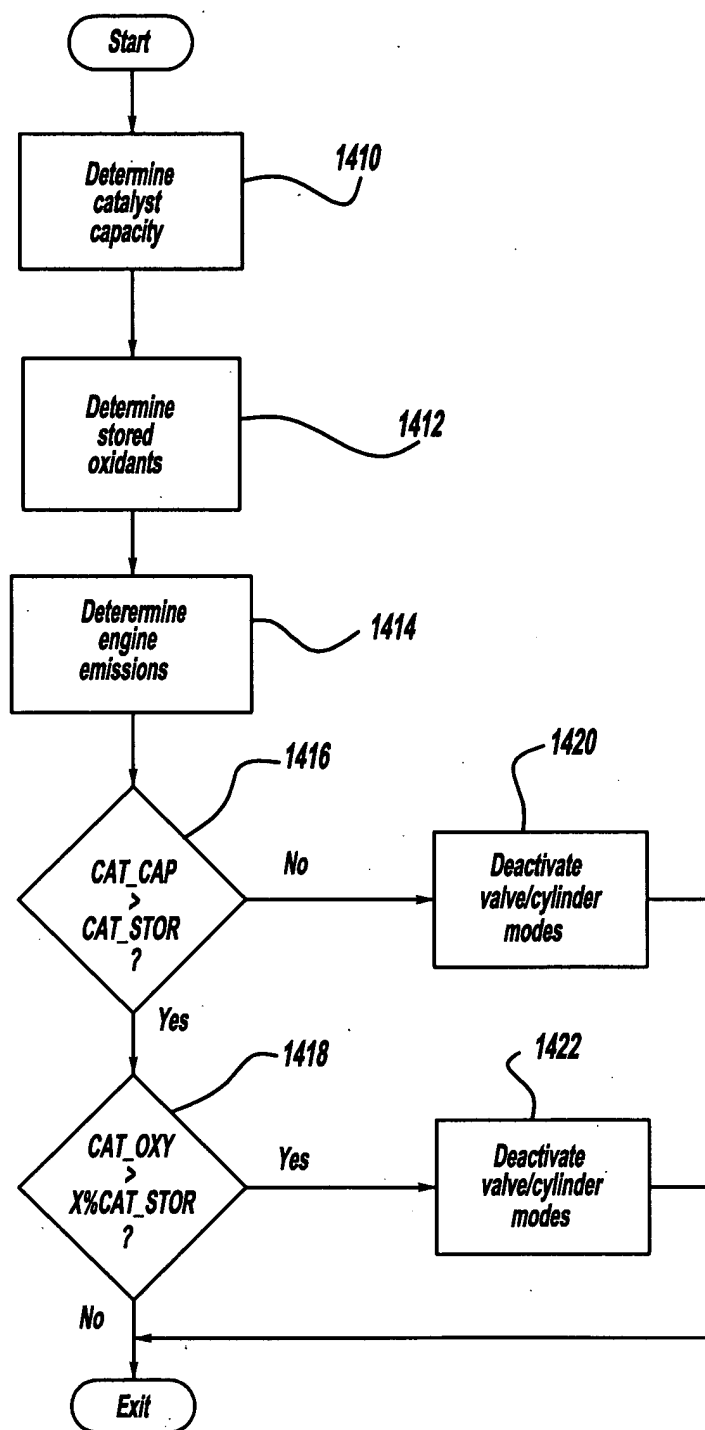 Start
1410
Determine
catalyst
capacity
Determine
stored
oxidants
1412
Deterermine
engine
emissions
1414
1416
1420
CAT_CAP
>
CAT_STOR
?
No
Deactivate
valve/cylinder
modes
Yes
1418
1422
CAT_OXY
>
X%CAT_STOR
?
Yes
Deactivate
valve/cylinder
modes
No
Exit